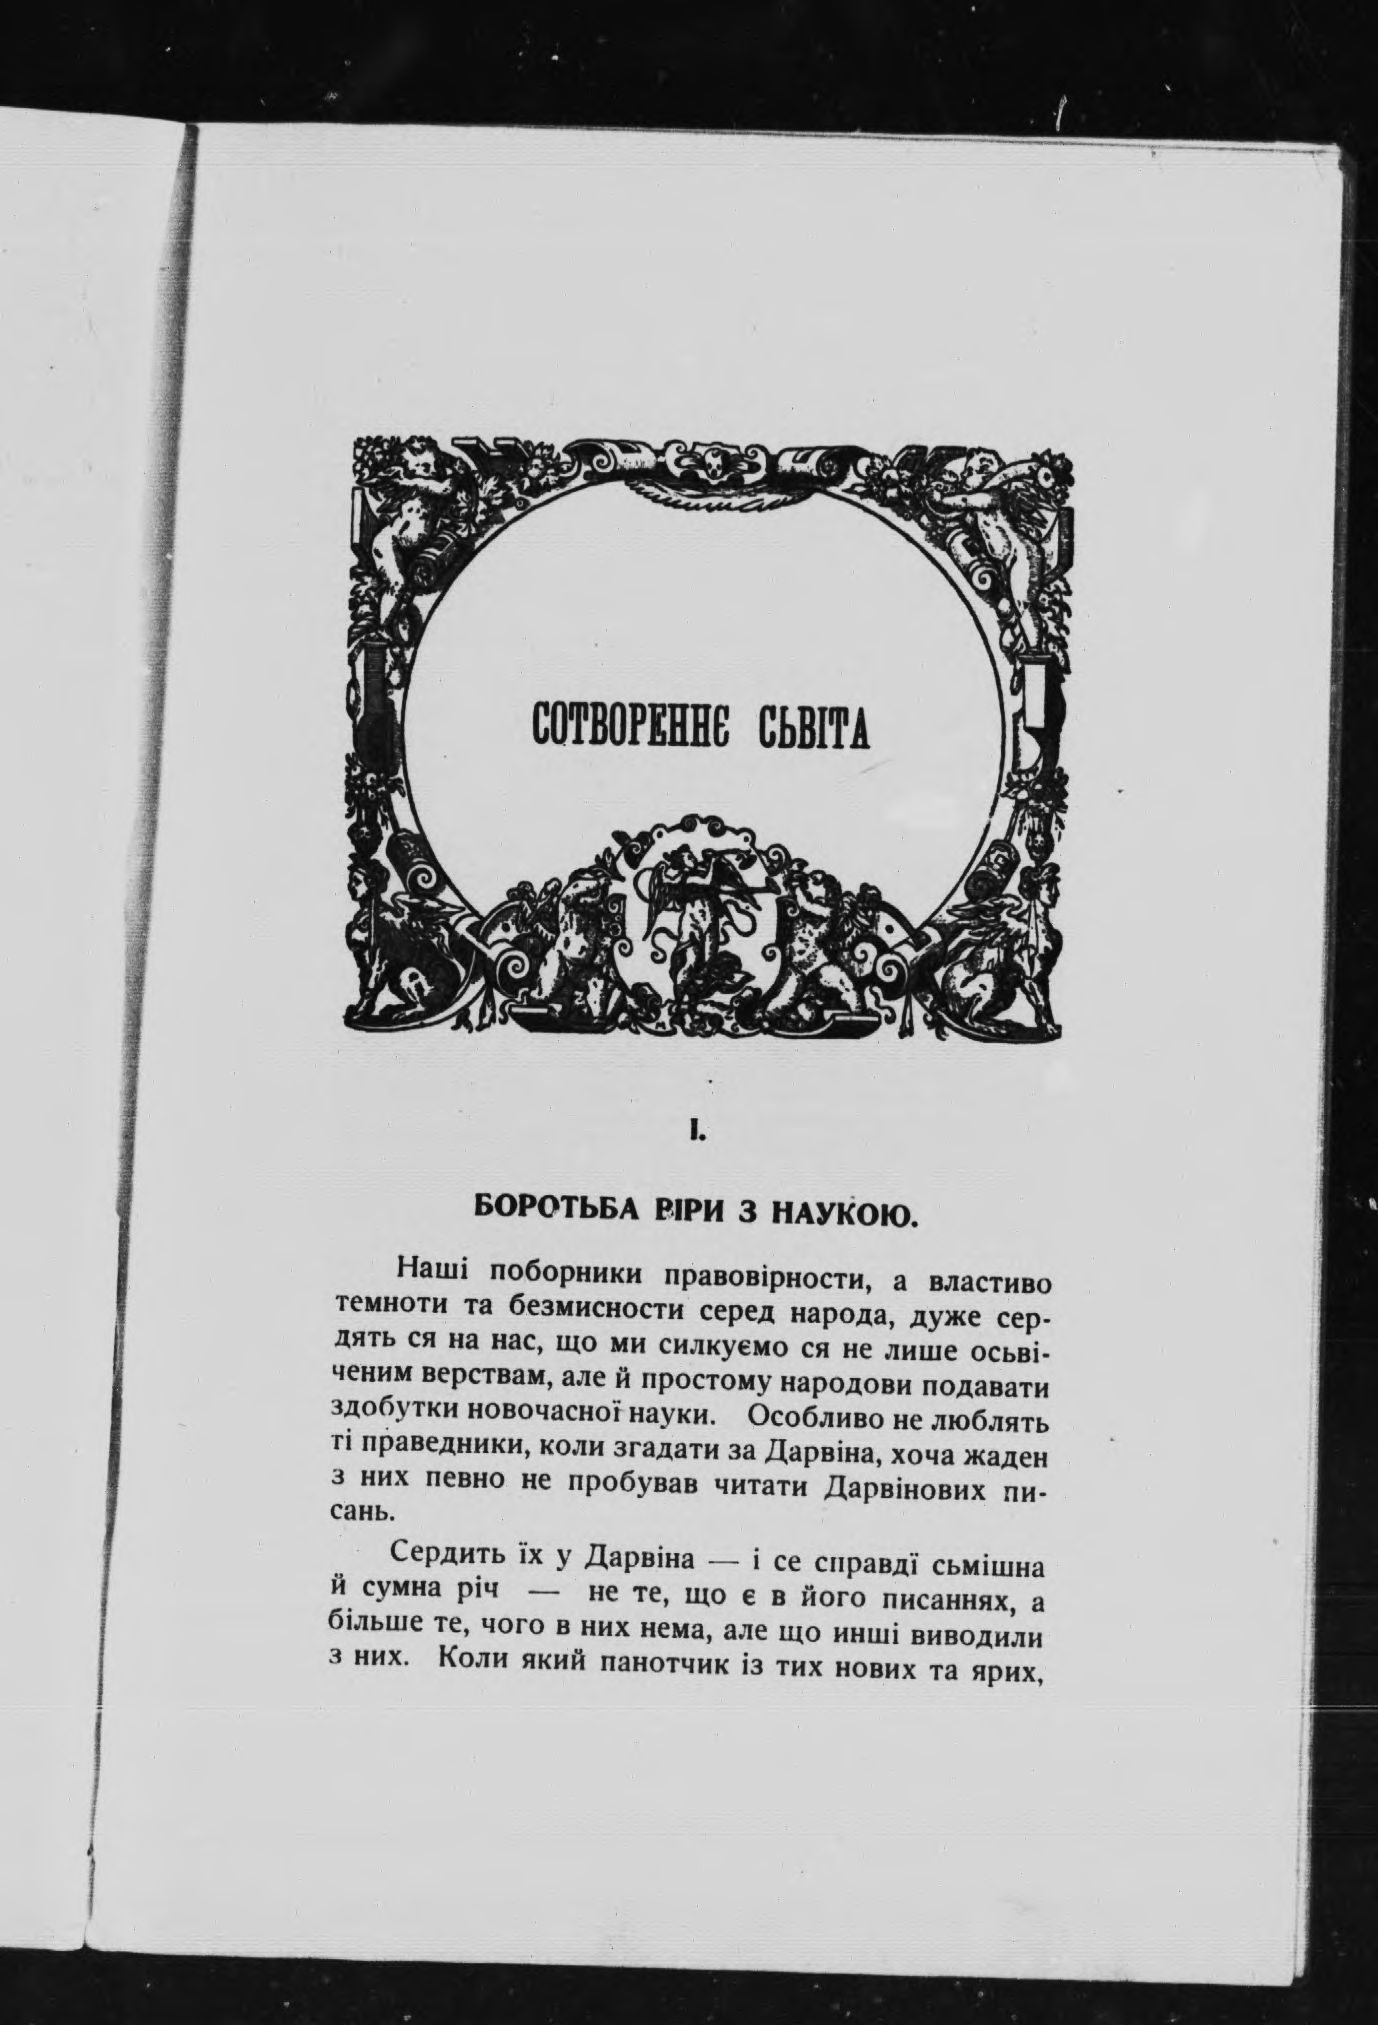 СОТВОРЕННЄ СЬВІТА
I.
БОРОТЬБА ВІРИ З НАУКОЮ.
Наші поборники правовірности, а властиво
темноти та безмисности серед народа, дуже сер-
дять ся на нас, що ми силкуємо ся не лише осьві-
ченим верствам, але й простому народови подавати
здобутки новочасної науки. Особливо не люблять
ті праведники, коли згадати за Дарвіна, хоча жаден
з них певно не пробував читати Дарвінових пи-
сань.
Сердить їх у Дарвіна — і се справдї сьмішна
й сумна річ — не те, що є в його писаннях, а
більше те, чого в них нема, але що инші виводили
з них. Коли який панотчик із тих нових та ярих,